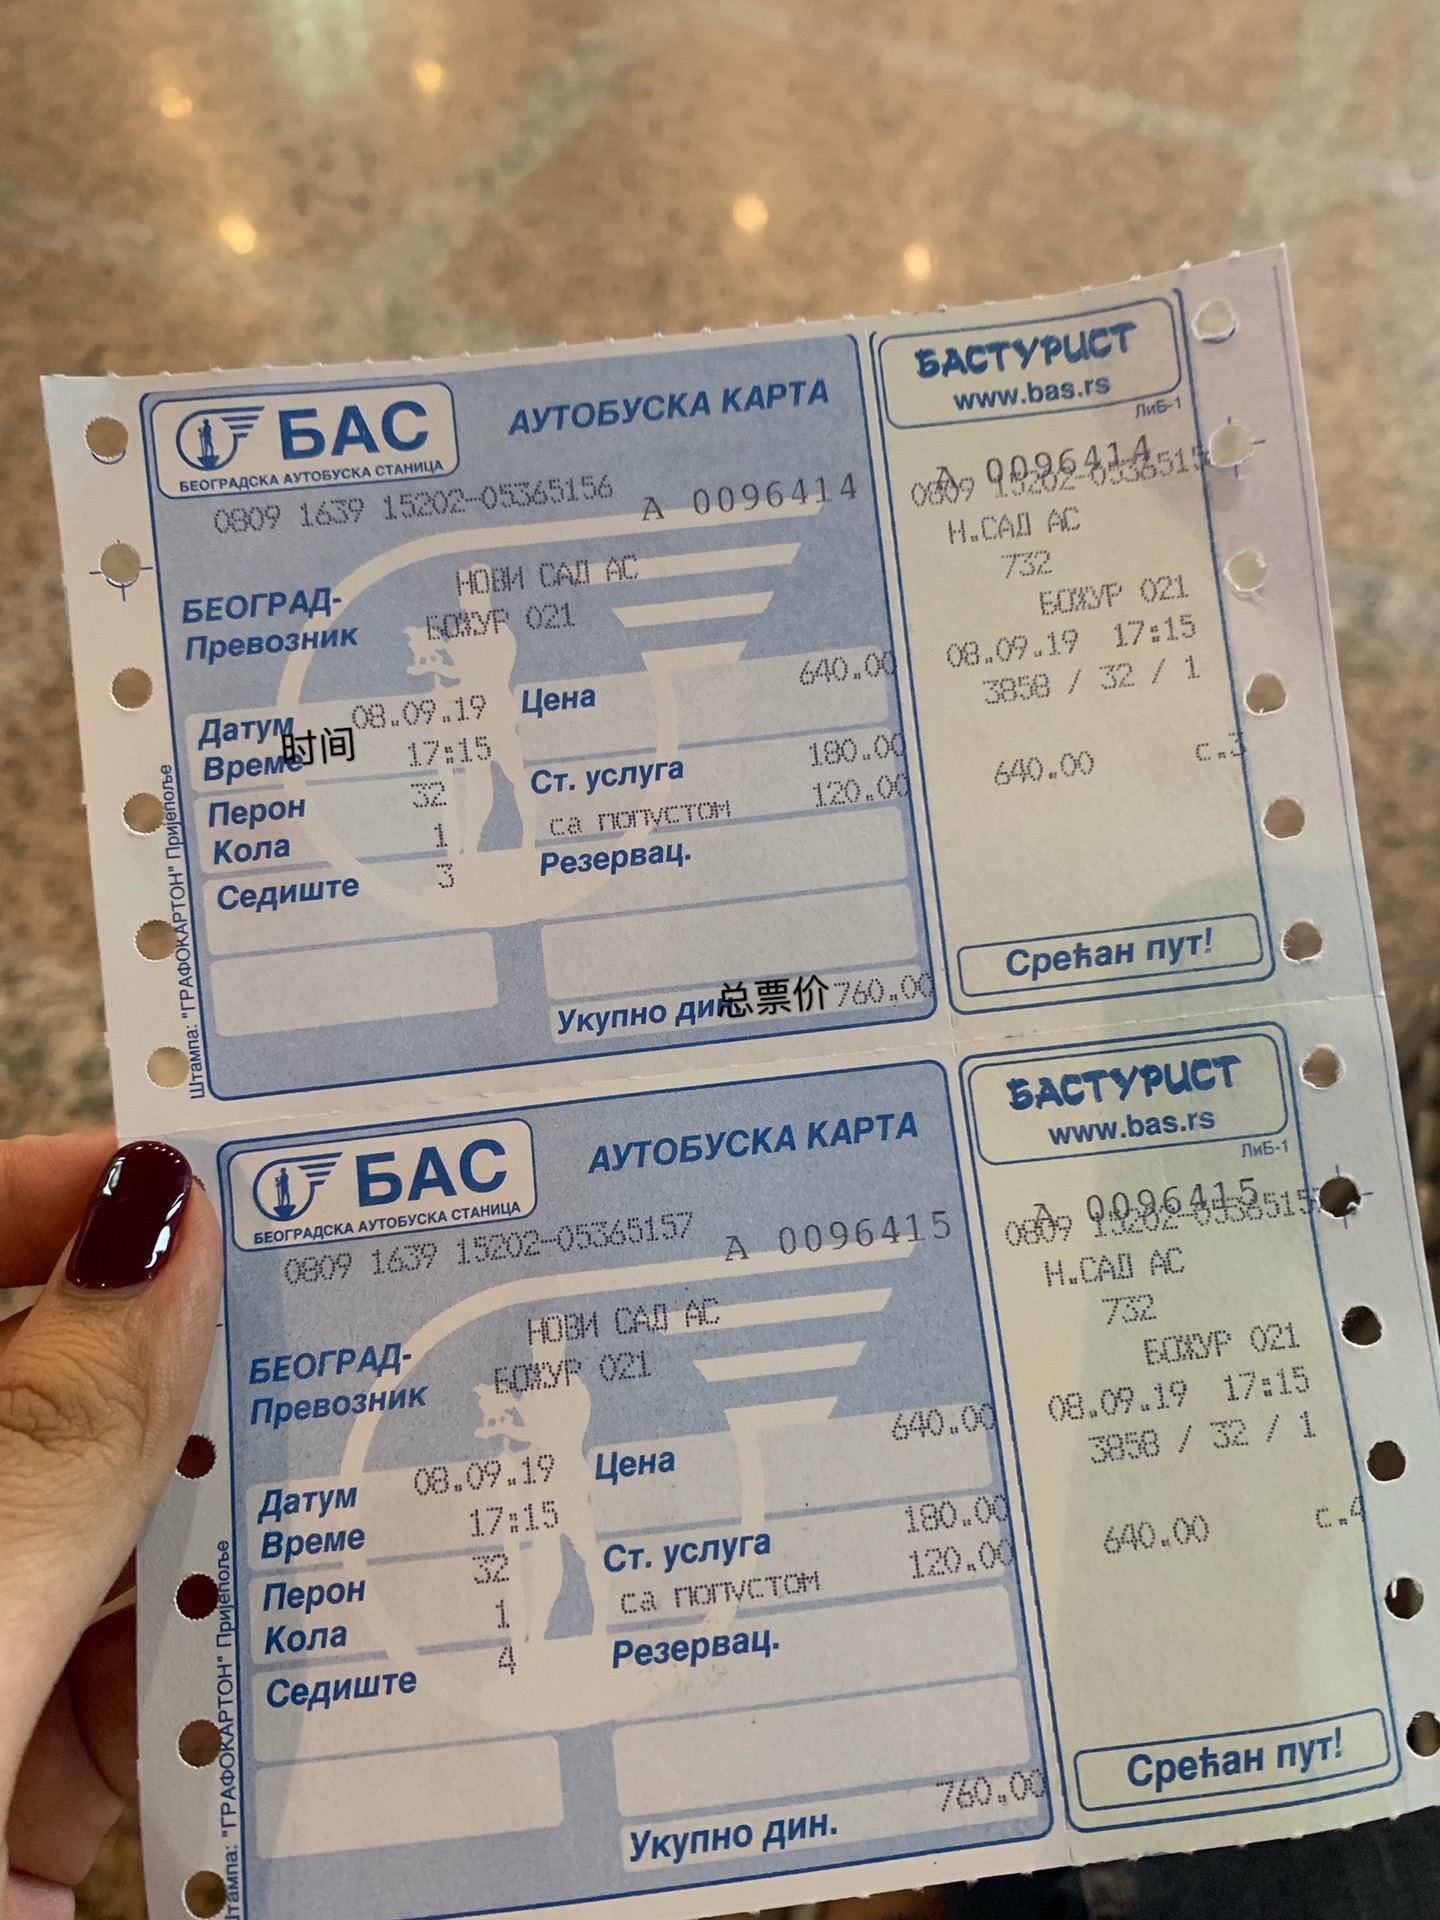 БАС
БЕОГРАДСКА АУТОБУСКА СТАНИЦА
АУТОБУСКА КАРТА
0809 1639 15202-05365156
А 0096414
БЕОГРАД-
НОВИ САД АС
Превозник
БОЖУР 021
Датум 08.09.19
Време 时间 17:15
Перон 32
Кола 1
Седиште 3
Цена 640.00
Ст. услуга 180.00
са попустом 120.00
Резервац.
Укупно дин. 总票价 760.00
Штампа: "ГРАФОКАРТОН" Пријепоље
БАСТУРИСТ
www.bas.rs
ЛиБ-1
А 0096414
0809 15202-0536515
Н.САД АС
732
БОЖУР 021
08.09.19 17:15
3858 / 32 / 1
640.00 с.3
Срећан пут!
БАС
БЕОГРАДСКА АУТОБУСКА СТАНИЦА
АУТОБУСКА КАРТА
0809 1639 15202-05365157
А 0096415
БЕОГРАД-
НОВИ САД АС
Превозник
БОЖУР 021
Датум 08.09.19
Време 17:15
Перон 32
Кола 1
Седиште 4
Цена 640.00
Ст. услуга 180.00
са попустом 120.00
Резервац.
Укупно дин. 760.00
Штампа: "ГРАФОКАРТОН" Пријепоље
БАСТУРИСТ
www.bas.rs
ЛиБ-1
А 0096415
0809 15202-0536515
Н.САД АС
732
БОЖУР 021
08.09.19 17:15
3858 / 32 / 1
640.00 с.4
Срећан пут!